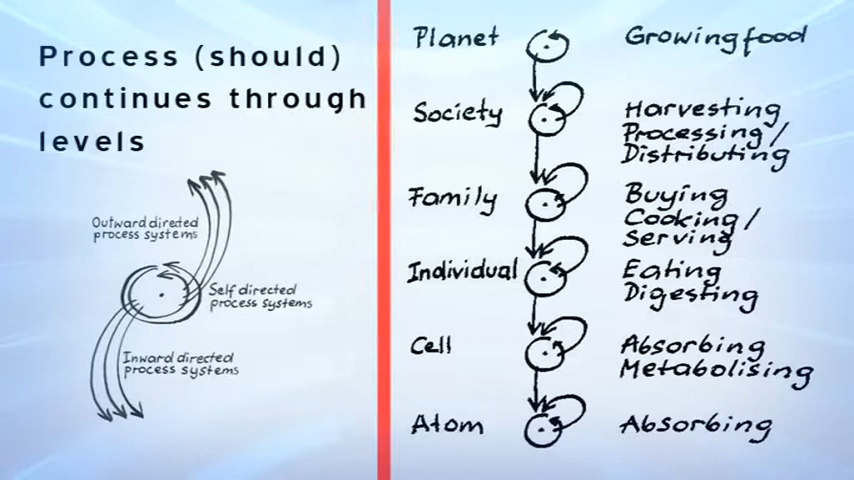 Process (should)
continues through
levels
Outward directed
process systems
Self directed
process systems
Inward directed
process systems
Planet
Growing food
Society
Harvesting
Processing/
Distributing
Family
Buying
Cooking/
Serving
Individual
Eating
Digesting
Cell
Absorbing
Metabolising
Atom
Absorbing